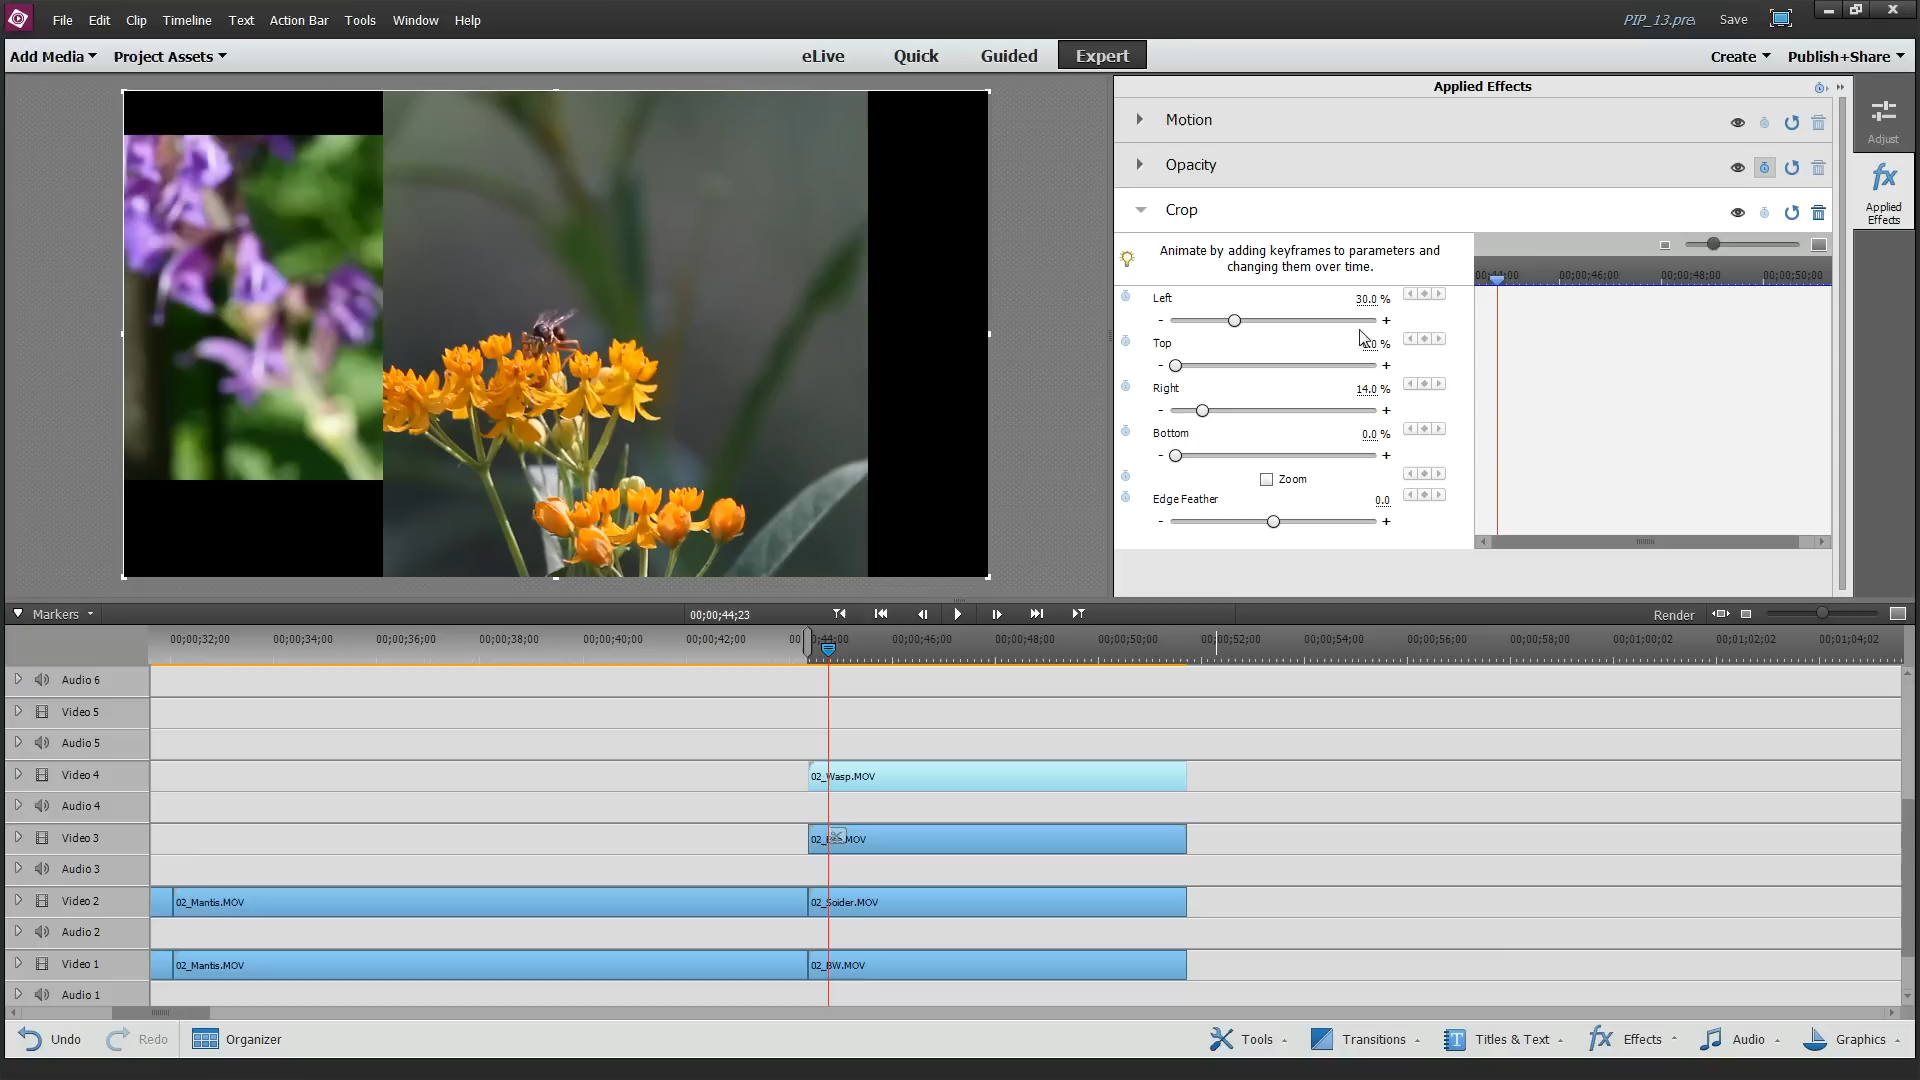 File Edit Clip Timeline Text Action Bar Tools Window Help PIP_13.pre Save
Add Media Project Assets eLive Quick Guided Expert Create Publish+Share
Applied Effects
Motion
Opacity
Crop
Animate by adding keyframes to parameters and
changing them over time.
00;00;46;00 00;00;48;00 00;00;50;00
Left 30.0 %
- +
Top %
- +
Right 14.0 %
- +
Bottom 0.0 %
- +
Zoom
Edge Feather 0.0
- +
Adjust
fx
Applied
Effects
Markers 00;00;44;23 Render
00;00;32;00 00;00;34;00 00;00;36;00 00;00;38;00 00;00;40;00 00;00;42;00 00;00;46;00 00;00;48;00 00;00;50;00 00;00;52;00 00;00;54;00 00;00;56;00 00;00;58;00 00;01;00;02 00;01;02;02 00;01;04;02
Audio 6
Video 5
Audio 5
Video 4 02_Wasp.MOV
Audio 4
Video 3 .MOV
Audio 3
Video 2 02_Mantis.MOV 02_Spider.MOV
Audio 2
Video 1 02_Mantis.MOV 02_BW.MOV
Audio 1
Undo Redo Organizer Tools Transitions T Titles & Text fx Effects Audio Graphics